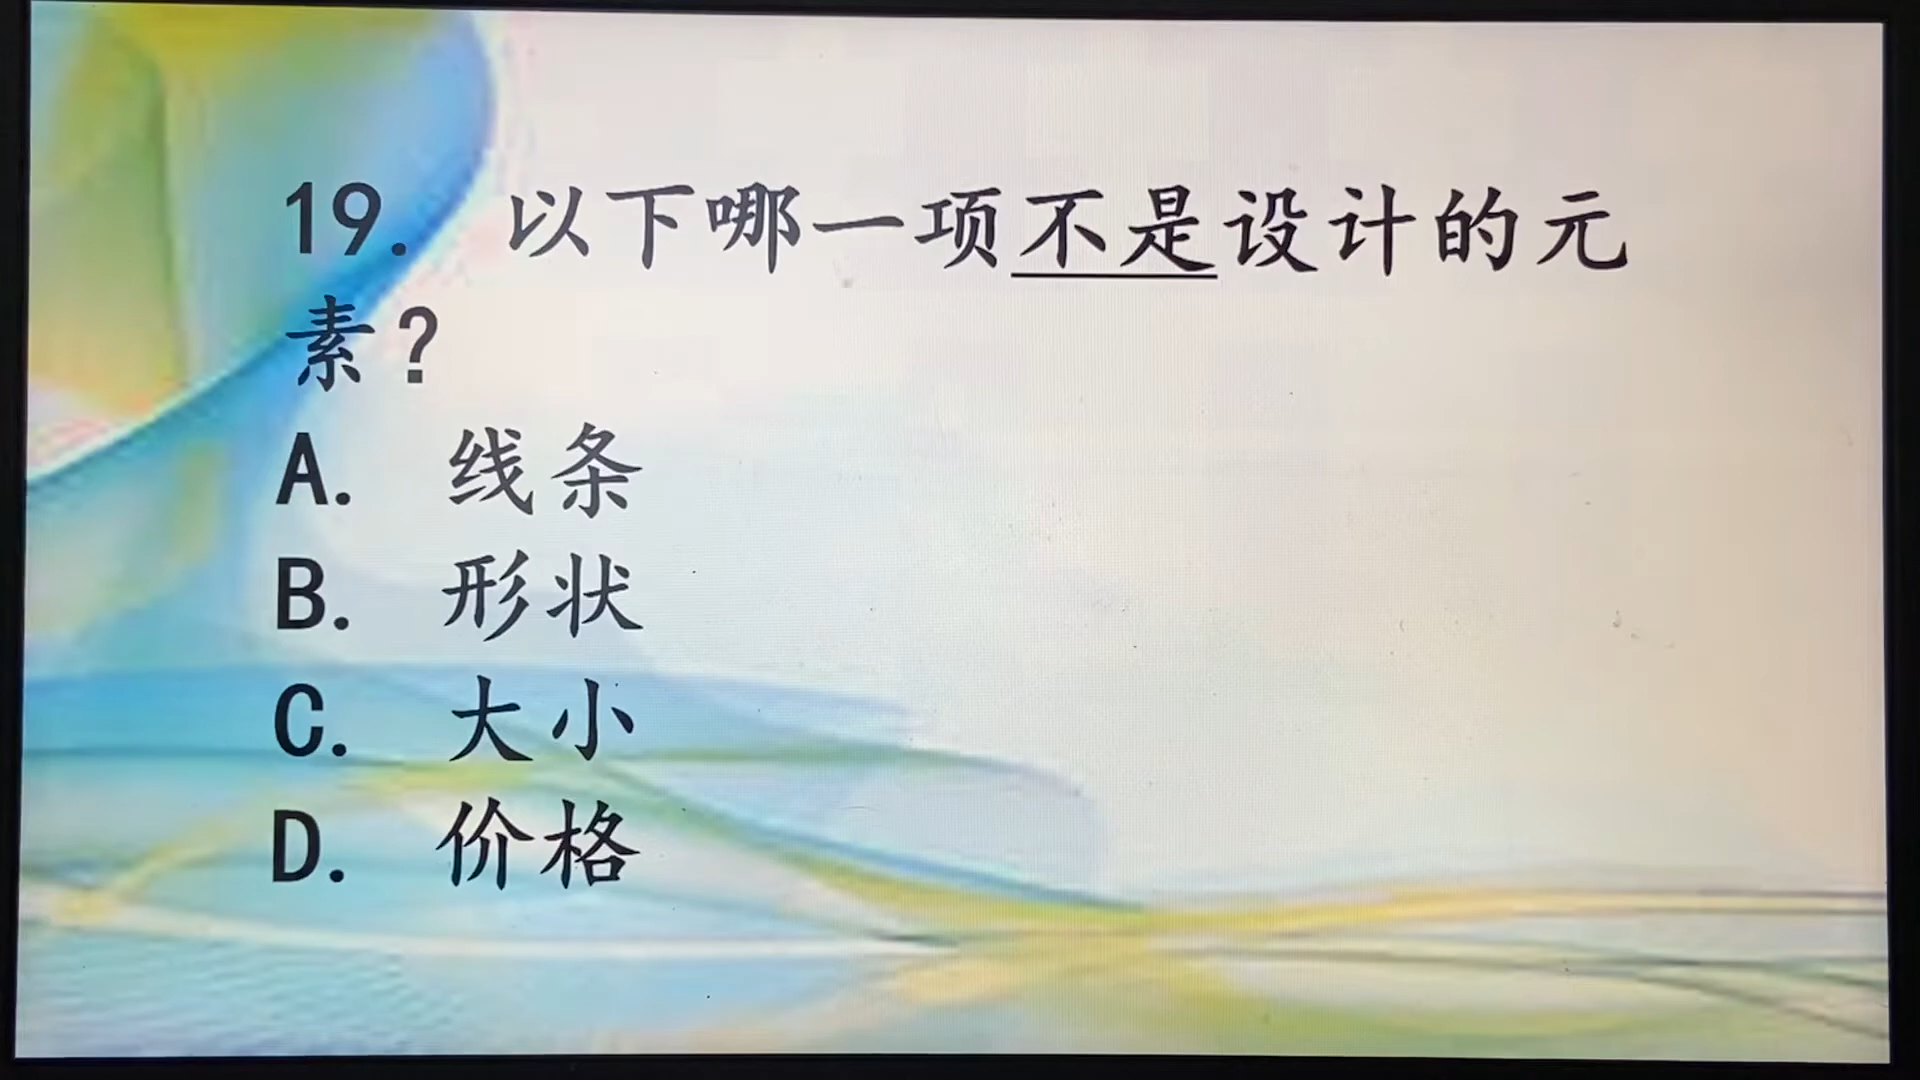 19. 以下哪一项不是设计的元
素?
A. 线条
B. 形状
C. 大小
D. 价格